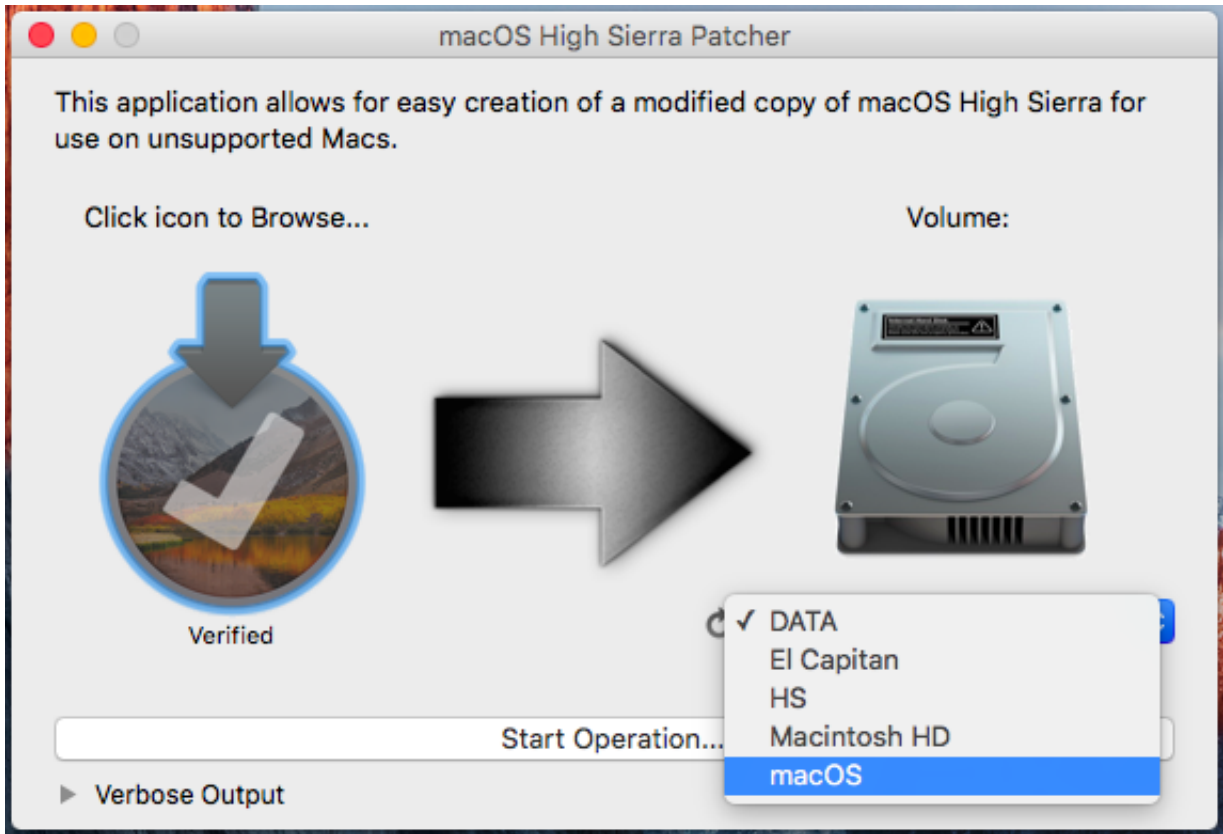 macOS High Sierra Patcher
This application allows for easy creation of a modified copy of macOS High Sierra for
use on unsupported Macs.
Click icon to Browse...
Volume:
Verified
✓ DATA
El Capitan
HS
Macintosh HD
macOS
Start Operation...
Verbose Output